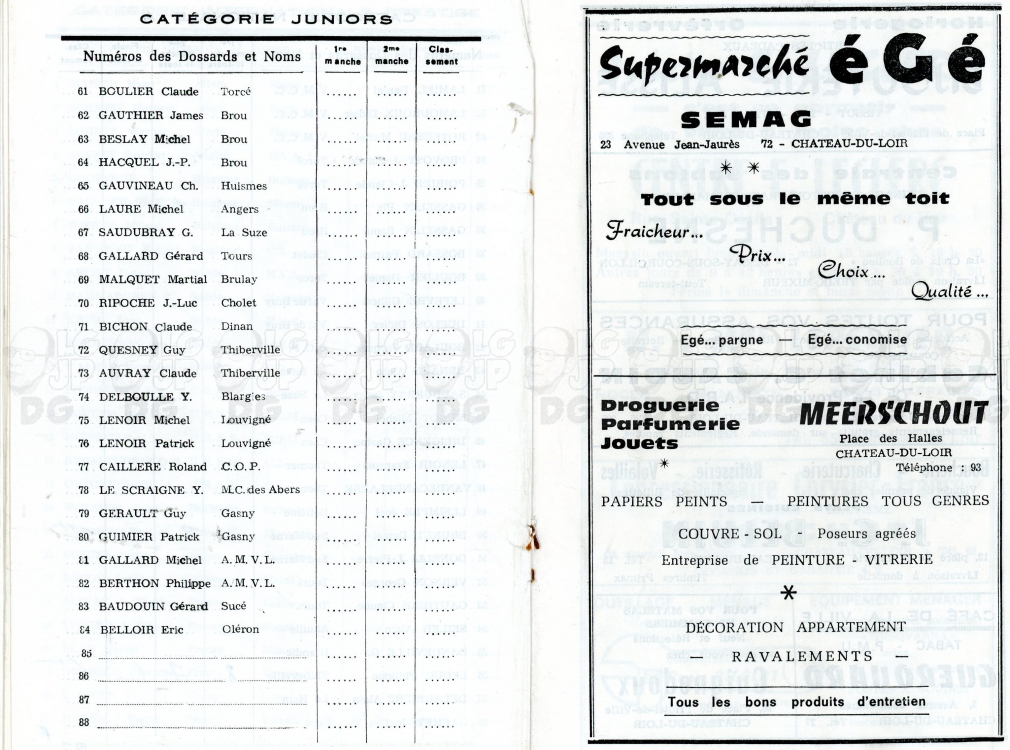 CATÉGORIE JUNIORS
Numéros des Dossards et Noms 1re manche 2me manche Clas-sement
61 BOULIER Claude Torcé ...... ...... ......
62 GAUTHIER James Brou ...... ...... ......
63 BESLAY Michel Brou ...... ...... ......
64 HACQUEL J.-P. Brou ...... ...... ......
65 GAUVINEAU Ch. Huismes ...... ...... ......
66 LAURE Michel Angers ...... ...... ......
67 SAUDUBRAY G. La Suze ...... ...... ......
68 GALLARD Gérard Tours ...... ...... ......
69 MALQUET Martial Brulay ...... ...... ......
70 RIPOCHE J.-Luc Cholet ...... ...... ......
71 BICHON Claude Dinan ...... ...... ......
72 QUESNEY Guy Thiberville ...... ...... ......
73 AUVRAY Claude Thiberville ...... ...... ......
74 DELBOULLE Y. Blargies ...... ...... ......
75 LENOIR Michel Louvigné ...... ...... ......
76 LENOIR Patrick Louvigné ...... ...... ......
77 CAILLERE Roland C.O.P. ...... ...... ......
78 LE SCRAIGNE Y. M.C. des Abers ...... ...... ......
79 GERAULT Guy Gasny ...... ...... ......
80 GUIMIER Patrick Gasny ...... ...... ......
81 GALLARD Michel A.M.V.L. ...... ...... ......
82 BERTHON Philippe A.M.V.L. ...... ...... ......
83 BAUDOUIN Gérard Sucé ...... ...... ......
84 BELLOIR Eric Oléron ...... ...... ......
85 ...... ...... ......
86 ...... ...... ......
87 ...... ...... ......
88 ...... ...... ......
Supermarché éGé
SEMAG
23 Avenue Jean-Jaurès 72 - CHATEAU-DU-LOIR
* *
Tout sous le même toit
Fraicheur...
Prix...
Choix...
Qualité...
Egé... pargne — Egé... conomise
Droguerie
Parfumerie
Jouets
*
MEERSCHOUT
Place des Halles
CHATEAU-DU-LOIR
Téléphone : 93
PAPIERS PEINTS — PEINTURES TOUS GENRES
COUVRE - SOL - Poseurs agréés
Entreprise de PEINTURE - VITRERIE
*
DÉCORATION APPARTEMENT
— RAVALEMENTS —
Tous les bons produits d'entretien
LG JP DG